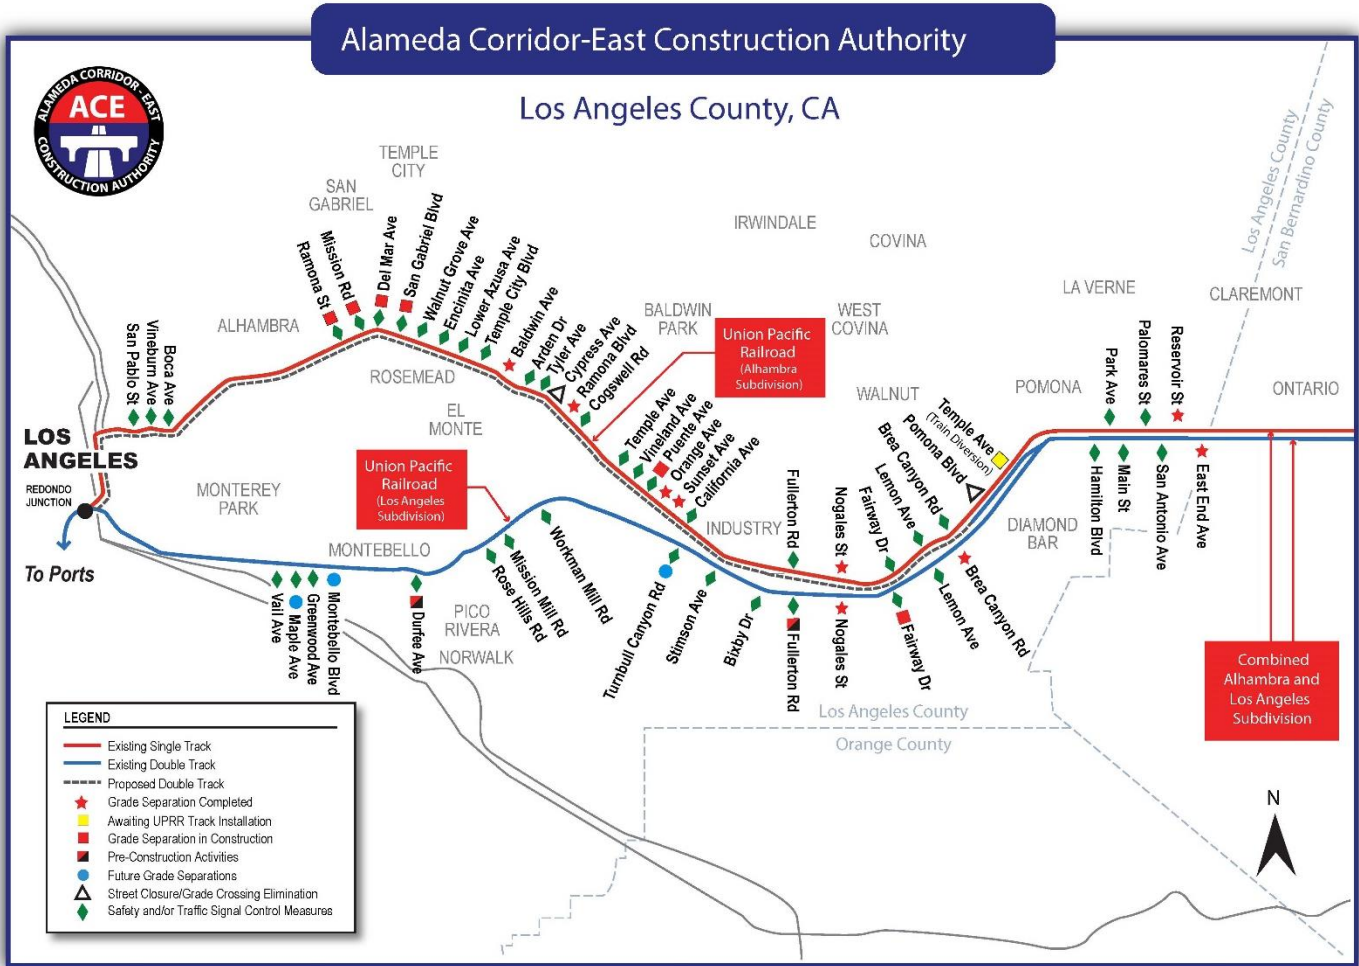 Alameda Corridor-East Construction Authority
Los Angeles County, CA
ALAMEDA CORRIDOR - EAST
ACE
CONSTRUCTION AUTHORITY
TEMPLE
CITY
SAN
GABRIEL
ALHAMBRA
ROSEMEAD
EL
MONTE
MONTEREY
PARK
MONTEBELLO
PICO
RIVERA
NORWALK
IRWINDALE
COVINA
BALDWIN
PARK
WEST
COVINA
WALNUT
INDUSTRY
LA VERNE
POMONA
CLAREMONT
ONTARIO
DIAMOND
BAR
Los Angeles County
San Bernardino County
Los Angeles County
Orange County
LOS
ANGELES
REDONDO
JUNCTION
To Ports
San Pablo St
Vineburn Ave
Boca Ave
Ramona St
Mission Rd
Del Mar Ave
San Gabriel Blvd
Walnut Grove Ave
Encinita Ave
Lower Azusa Ave
Temple City Blvd
Baldwin Ave
Arden Dr
Tyler Ave
Cypress Ave
Ramona Blvd
Cogswell Rd
Temple Ave
Vineland Ave
Puente Ave
Orange Ave
Sunset Ave
California Ave
Fullerton Rd
Nogales St
Fairway Dr
Lemon Ave
Brea Canyon Rd
Pomona Blvd
Temple Ave
(Train Diversion)
Park Ave
Palomares St
Reservoir St
Hamilton Blvd
Main St
San Antonio Ave
East End Ave
Vail Ave
Maple Ave
Greenwood Ave
Montebello Blvd
Durfee Ave
Rose Hills Rd
Mission Mill Rd
Workman Mill Rd
Turnbull Canyon Rd
Stimson Ave
Bixby Dr
Fullerton Rd
Nogales St
Fairway Dr
Lemon Ave
Brea Canyon Rd
Union Pacific
Railroad
(Alhambra
Subdivision)
Union Pacific
Railroad
(Los Angeles
Subdivision)
Combined
Alhambra and
Los Angeles
Subdivision
LEGEND
Existing Single Track
Existing Double Track
Proposed Double Track
Grade Separation Completed
Awaiting UPRR Track Installation
Grade Separation in Construction
Pre-Construction Activities
Future Grade Separations
Street Closure/Grade Crossing Elimination
Safety and/or Traffic Signal Control Measures
N